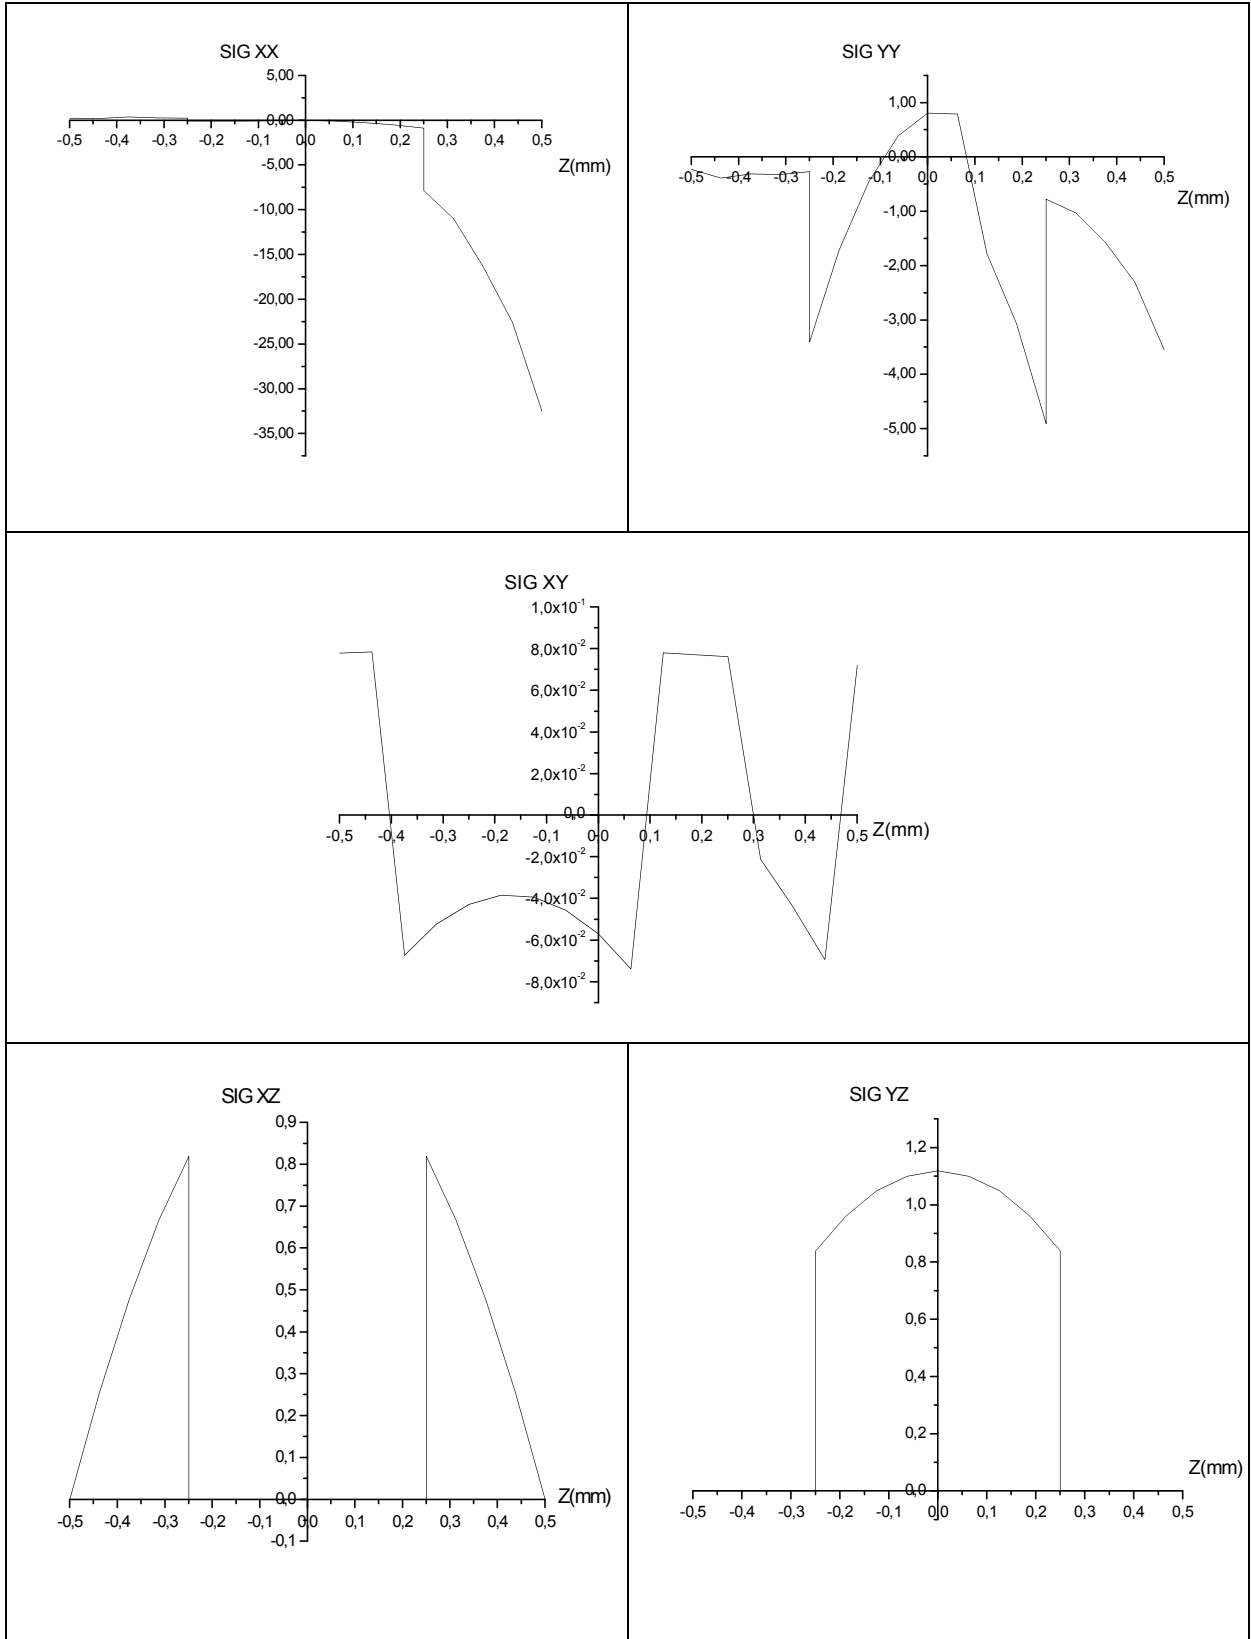 SIG XX
5,00
0,00
-0,5 -0,4 -0,3 -0,2 -0,1 0,0 0,1 0,2 0,3 0,4 0,5
Z(mm)
-5,00
-10,00
-15,00
-20,00
-25,00
-30,00
-35,00
SIG YY
1,00
0,00
-0,5 -0,4 -0,3 -0,2 -0,1 0,0 0,1 0,2 0,3 0,4 0,5
Z(mm)
-1,00
-2,00
-3,00
-4,00
-5,00
SIG XY
1,0x10⁻¹
8,0x10⁻²
6,0x10⁻²
4,0x10⁻²
2,0x10⁻²
0,0
-0,5 -0,4 -0,3 -0,2 -0,1 0,0 0,1 0,2 0,3 0,4 0,5 Z(mm)
-2,0x10⁻²
-4,0x10⁻²
-6,0x10⁻²
-8,0x10⁻²
SIG XZ
0,9
0,8
0,7
0,6
0,5
0,4
0,3
0,2
0,1
0,0
Z(mm)
-0,5 -0,4 -0,3 -0,2 -0,1 0,0 0,1 0,2 0,3 0,4 0,5
-0,1
SIG YZ
1,2
1,0
0,8
0,6
0,4
0,2
Z(mm)
0,0
-0,5 -0,4 -0,3 -0,2 -0,1 0,0 0,1 0,2 0,3 0,4 0,5